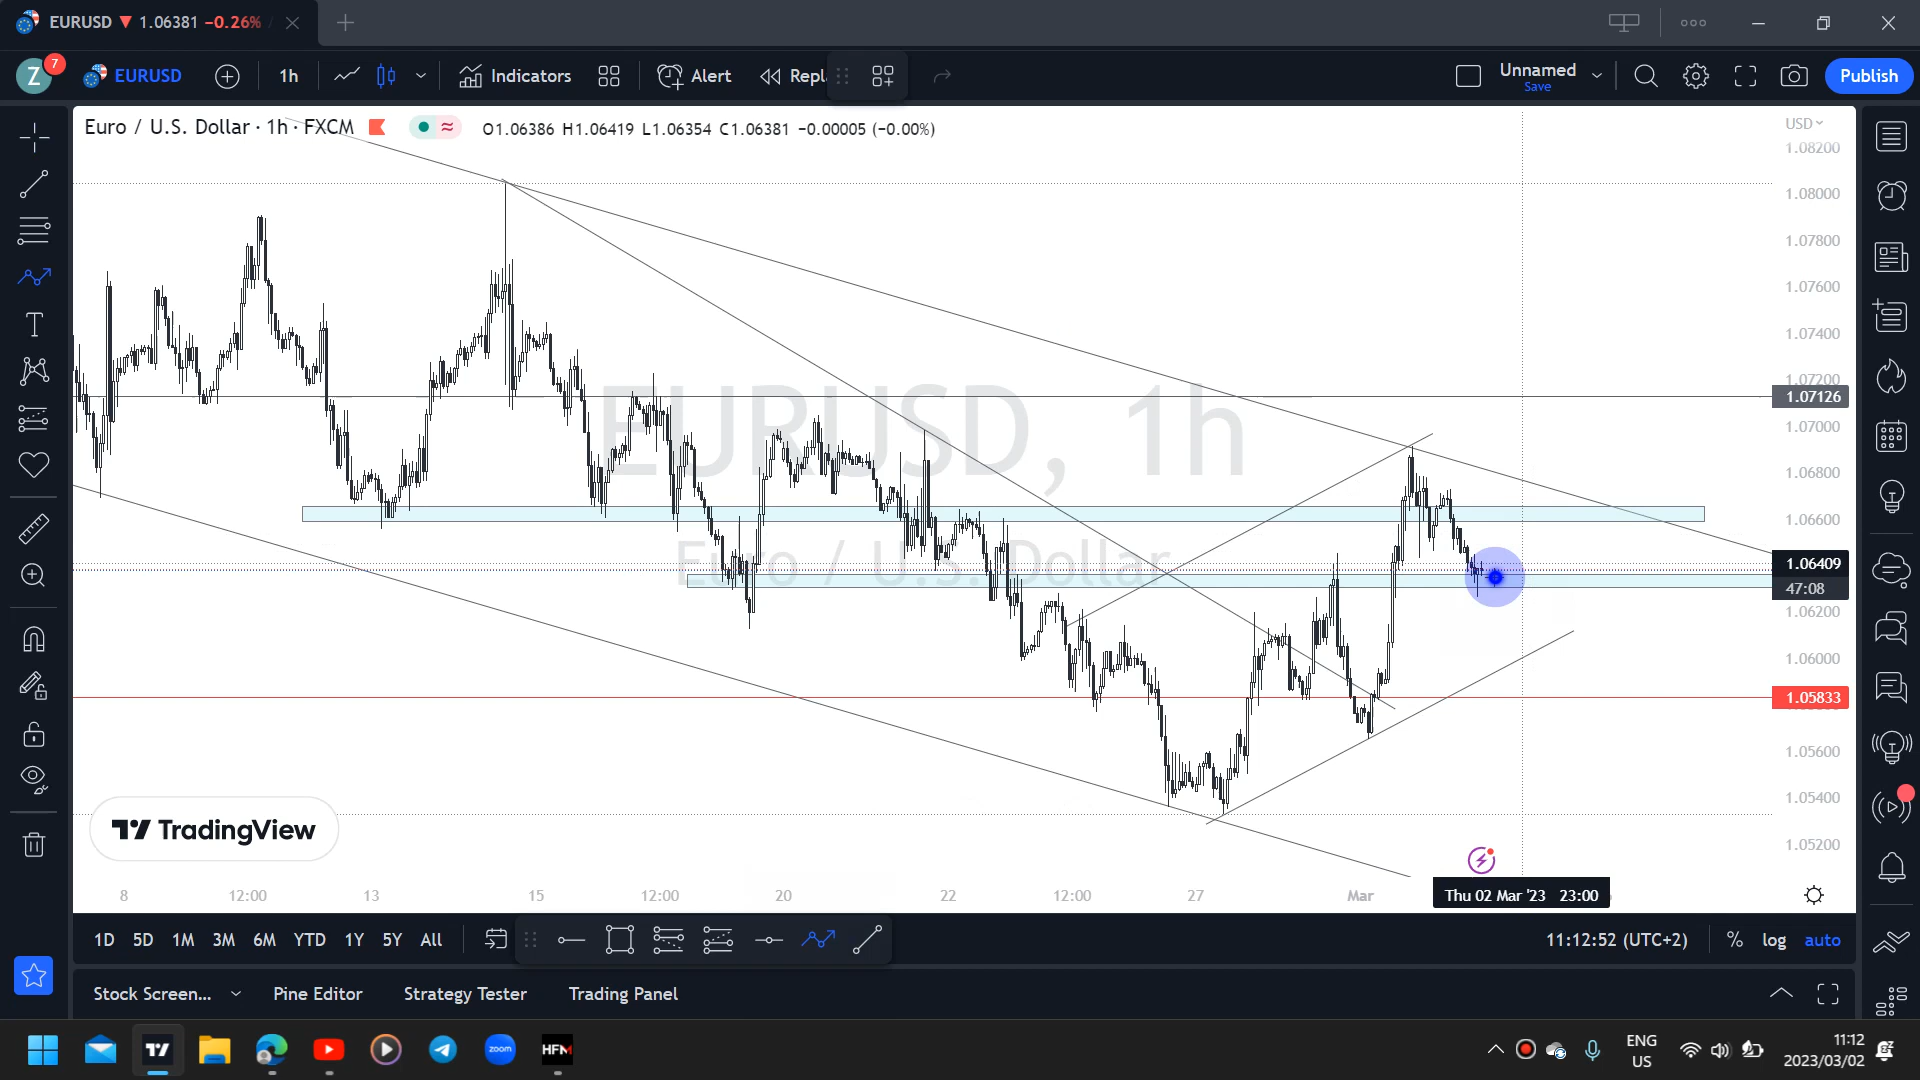 EURUSD ▼ 1.06381 −0.26% /
Z 7 EURUSD 1h Indicators Alert Repl Unnamed Save Publish
Euro / U.S. Dollar · 1h · FXCM O1.06386 H1.06419 L1.06354 C1.06381 −0.00005 (−0.00%)
USD
1.08200
1.08000
1.07800
1.07600
1.07400
1.07200
1.07126
1.07000
1.06800
1.06600
1.06409
47:08
1.06200
1.06000
1.05833
1.05600
1.05400
1.05200
EURUSD, 1h
Euro / U.S. Dollar
TradingView
8 12:00 13 15 12:00 20 22 12:00 27 Mar Thu 02 Mar '23 23:00
1D 5D 1M 3M 6M YTD 1Y 5Y All 11:12:52 (UTC+2) % log auto
Stock Screen... Pine Editor Strategy Tester Trading Panel
zoom HFM ENG US 11:12 2023/03/02